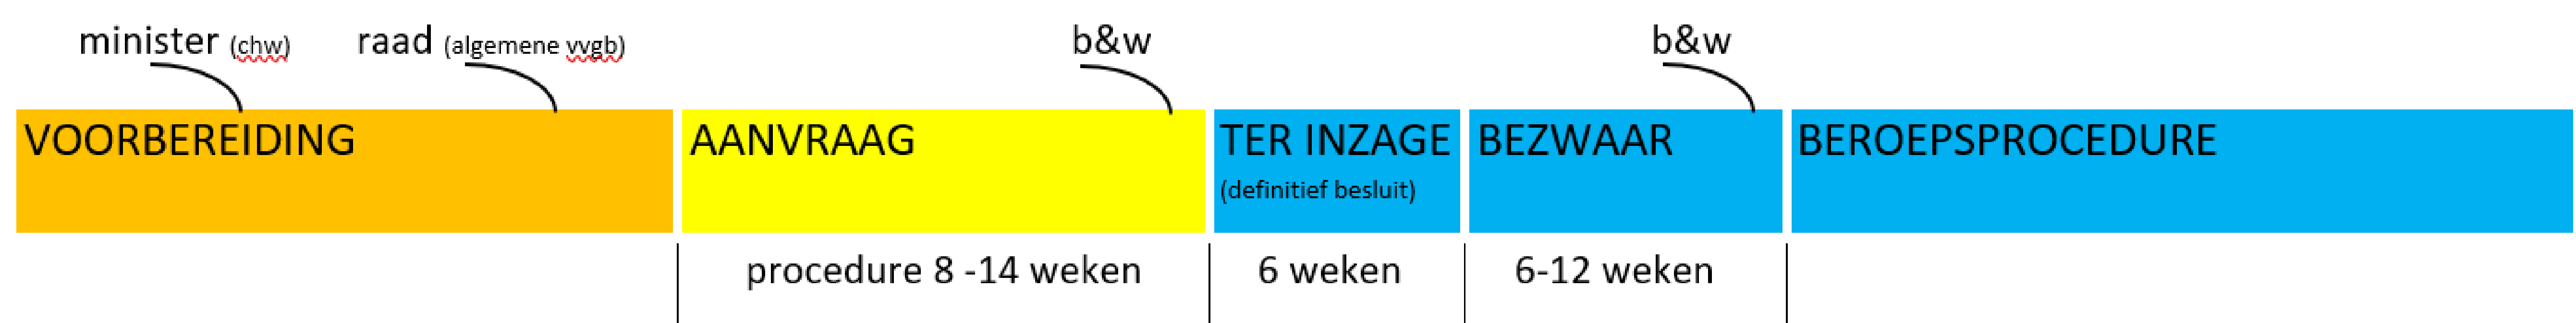 minister (chw) raad (algemene vvgb) b&w b&w
VOORBEREIDING AANVRAAG TER INZAGE BEZWAAR BEROEPSPROCEDURE
(definitief besluit)
procedure 8 -14 weken 6 weken 6-12 weken